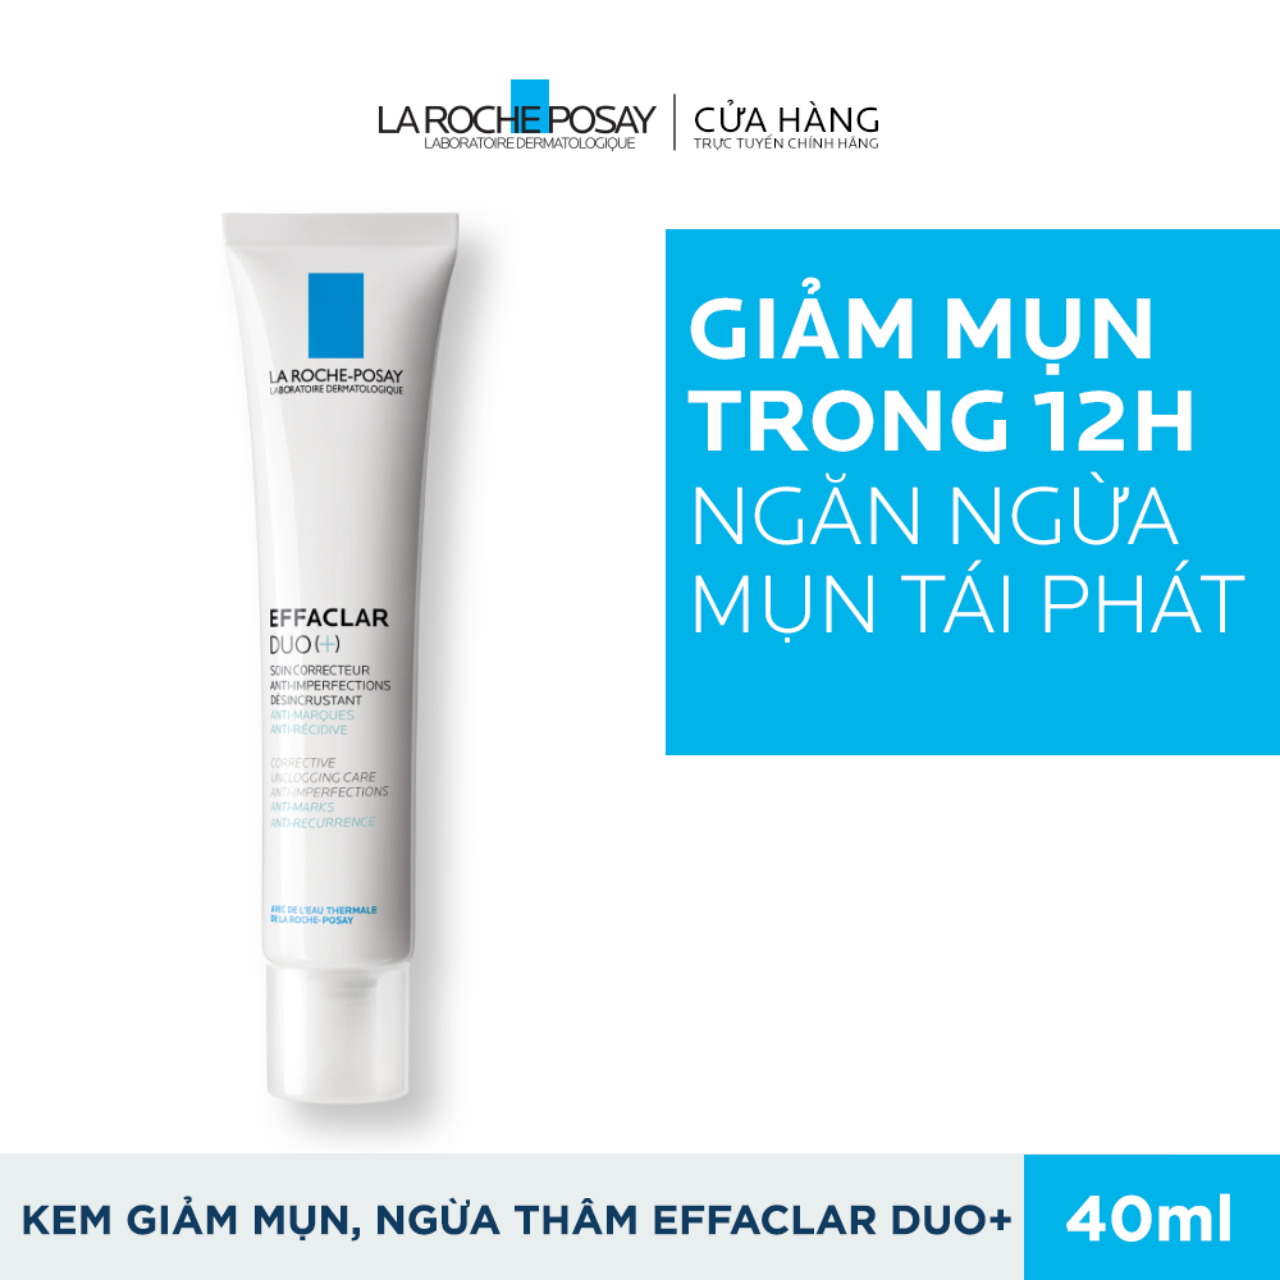 LA ROCHE POSAY
LABORATOIRE DERMATOLOGIQUE
CỬA HÀNG
TRỰC TUYẾN CHÍNH HÃNG
LA ROCHE-POSAY
LABORATOIRE DERMATOLOGIQUE
EFFACLAR
DUO(+)
SOIN CORRECTEUR
ANTI-IMPERFECTIONS
DÉSINCRUSTANT
ANTI-MARQUES
ANTI-RÉCIDIVE
CORRECTIVE
UNCLOGGING CARE
ANTI-IMPERFECTIONS
ANTI-MARKS
ANTI-RECURRENCE
AVEC DE L'EAU THERMALE
DE LA ROCHE-POSAY
GIẢM MỤN
TRONG 12H
NGĂN NGỪA
MỤN TÁI PHÁT
KEM GIẢM MỤN, NGỪA THÂM EFFACLAR DUO+
40ml